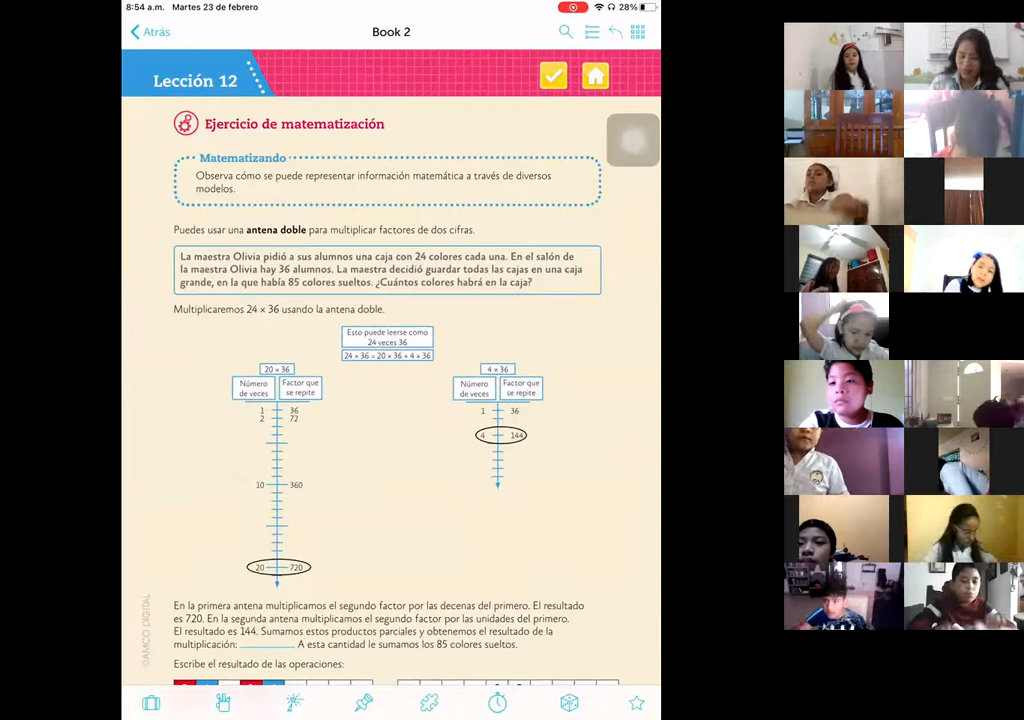 8:54 a.m. Martes 23 de febrero
28%
Atrás
Book 2
Lección 12
Ejercicio de matematización
Matematizando
Observa cómo se puede representar información matemática a través de diversos
modelos.
Puedes usar una antena doble para multiplicar factores de dos cifras.
La maestra Olivia pidió a sus alumnos una caja con 24 colores cada una. En el salón de
la maestra Olivia hay 36 alumnos. La maestra decidió guardar todas las cajas en una caja
grande, en la que había 85 colores sueltos. ¿Cuántos colores habrá en la caja?
Multiplicaremos 24 × 36 usando la antena doble.
Esto puede leerse como
24 veces 36
24 × 36 = 20 × 36 + 4 × 36
20 × 36
Número
de veces
Factor que
se repite
1 36
2 72
10 360
20 720
4 × 36
Número
de veces
Factor que
se repite
1 36
4 144
En la primera antena multiplicamos el segundo factor por las decenas del primero. El resultado
es 720. En la segunda antena multiplicamos el segundo factor por las unidades del primero.
El resultado es 144. Sumamos estos productos parciales y obtenemos el resultado de la
multiplicación: __________ A esta cantidad le sumamos los 85 colores sueltos.
Escribe el resultado de las operaciones:
©AMCO DIGITAL